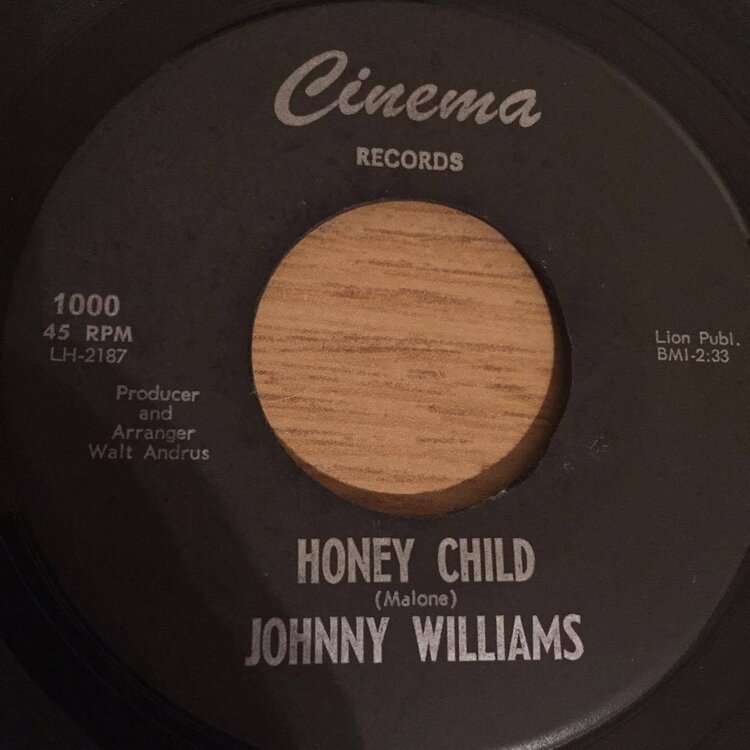 Cinema
RECORDS
1000
45 RPM
LH-2187
Producer
and
Arranger
Walt Andrus
Lion Publ.
BMI-2:33
HONEY CHILD
(Malone)
JOHNNY WILLIAMS